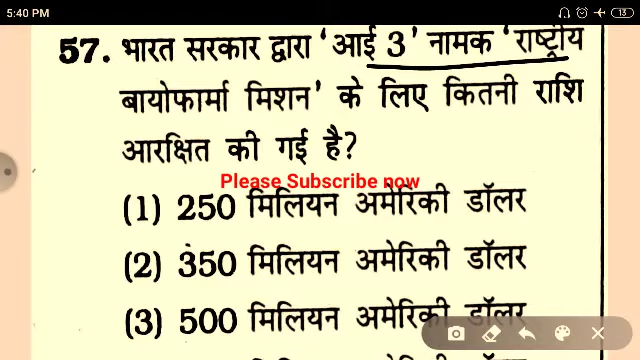 5:40 PM
13
57. भारत सरकार द्वारा ‘आई 3’ नामक ‘राष्ट्रीय
बायोफार्मा मिशन’ के लिए कितनी राशि
आरक्षित की गई है?
Please Subscribe now
(1) 250 मिलियन अमेरिकी डॉलर
(2) 350 मिलियन अमेरिकी डॉलर
(3) 500 मिलियन अमेरिकी डॉलर